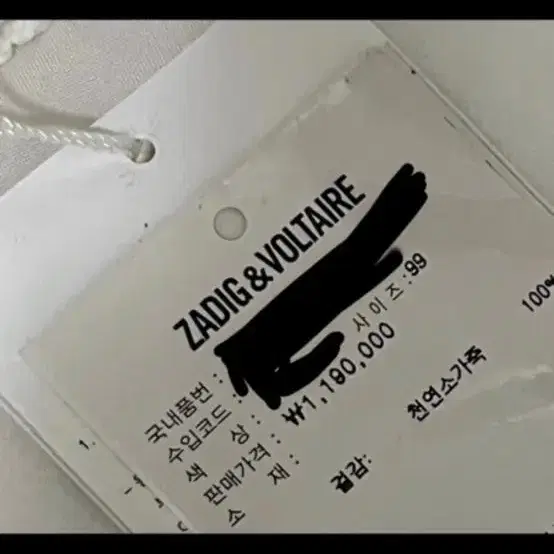 ZADIG & VOLTAIRE
국내품번 :
수입코드 : 사이즈 : 99
색 상 :
판매가격 : ₩1,190,000
소 재 :
겉감: 천연소가죽 100%
1.